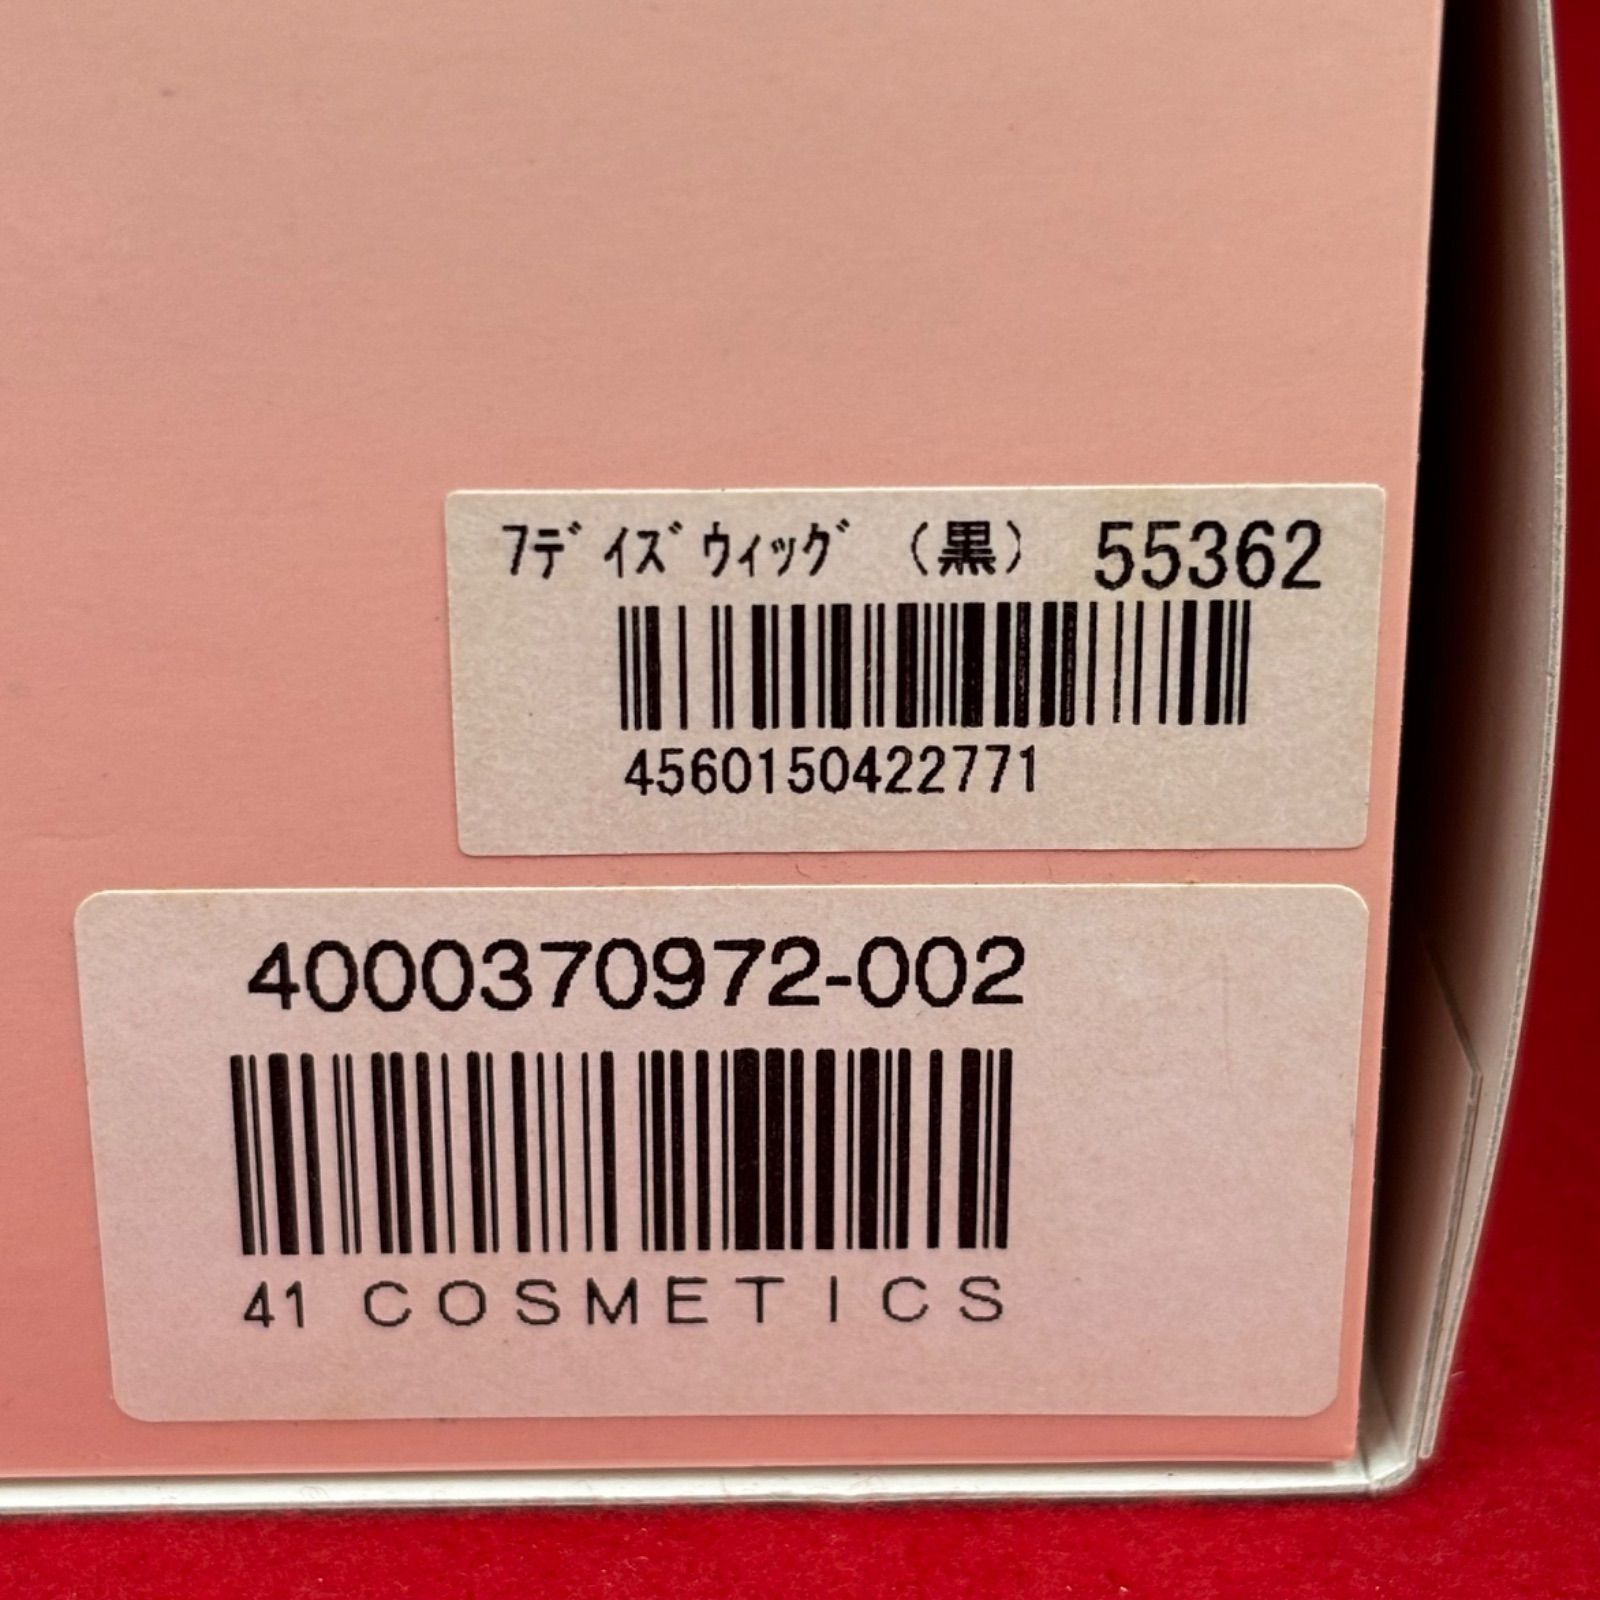 7ﾃﾞｲｽﾞｳｨｯｸﾞ （黒） 55362
4560150422771
4000370972-002
41 COSMETICS